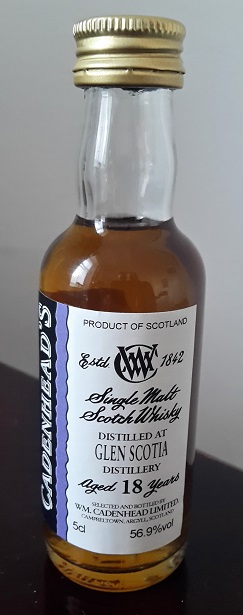 CADENHEAD'S
PRODUCT OF SCOTLAND
Estd 1842
Single Malt
Scotch Whisky
DISTILLED AT
GLEN SCOTIA
DISTILLERY
Aged 18 Years
SELECTED AND BOTTLED BY
WM. CADENHEAD LIMITED.
CAMPBELTOWN, ARGYLL, SCOTLAND
5cl 56.9%vol